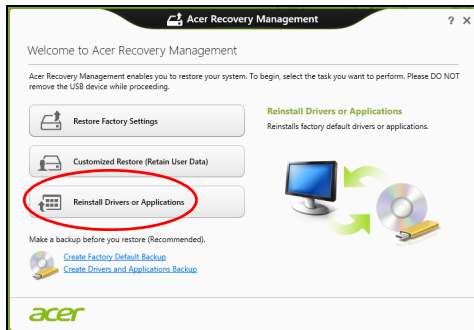 Acer Recovery Management
? X
Welcome to Acer Recovery Management
Acer Recovery Management enables you to restore your system. To begin, select the task you want to perform. Please DO NOT
remove the USB device while proceeding.
Restore Factory Settings
Customized Restore (Retain User Data)
Reinstall Drivers or Applications
Reinstall Drivers or Applications
Reinstalls factory default drivers or applications.
Make a backup before you restore (Recommended).
Create Factory Default Backup
Create Drivers and Applications Backup
acer